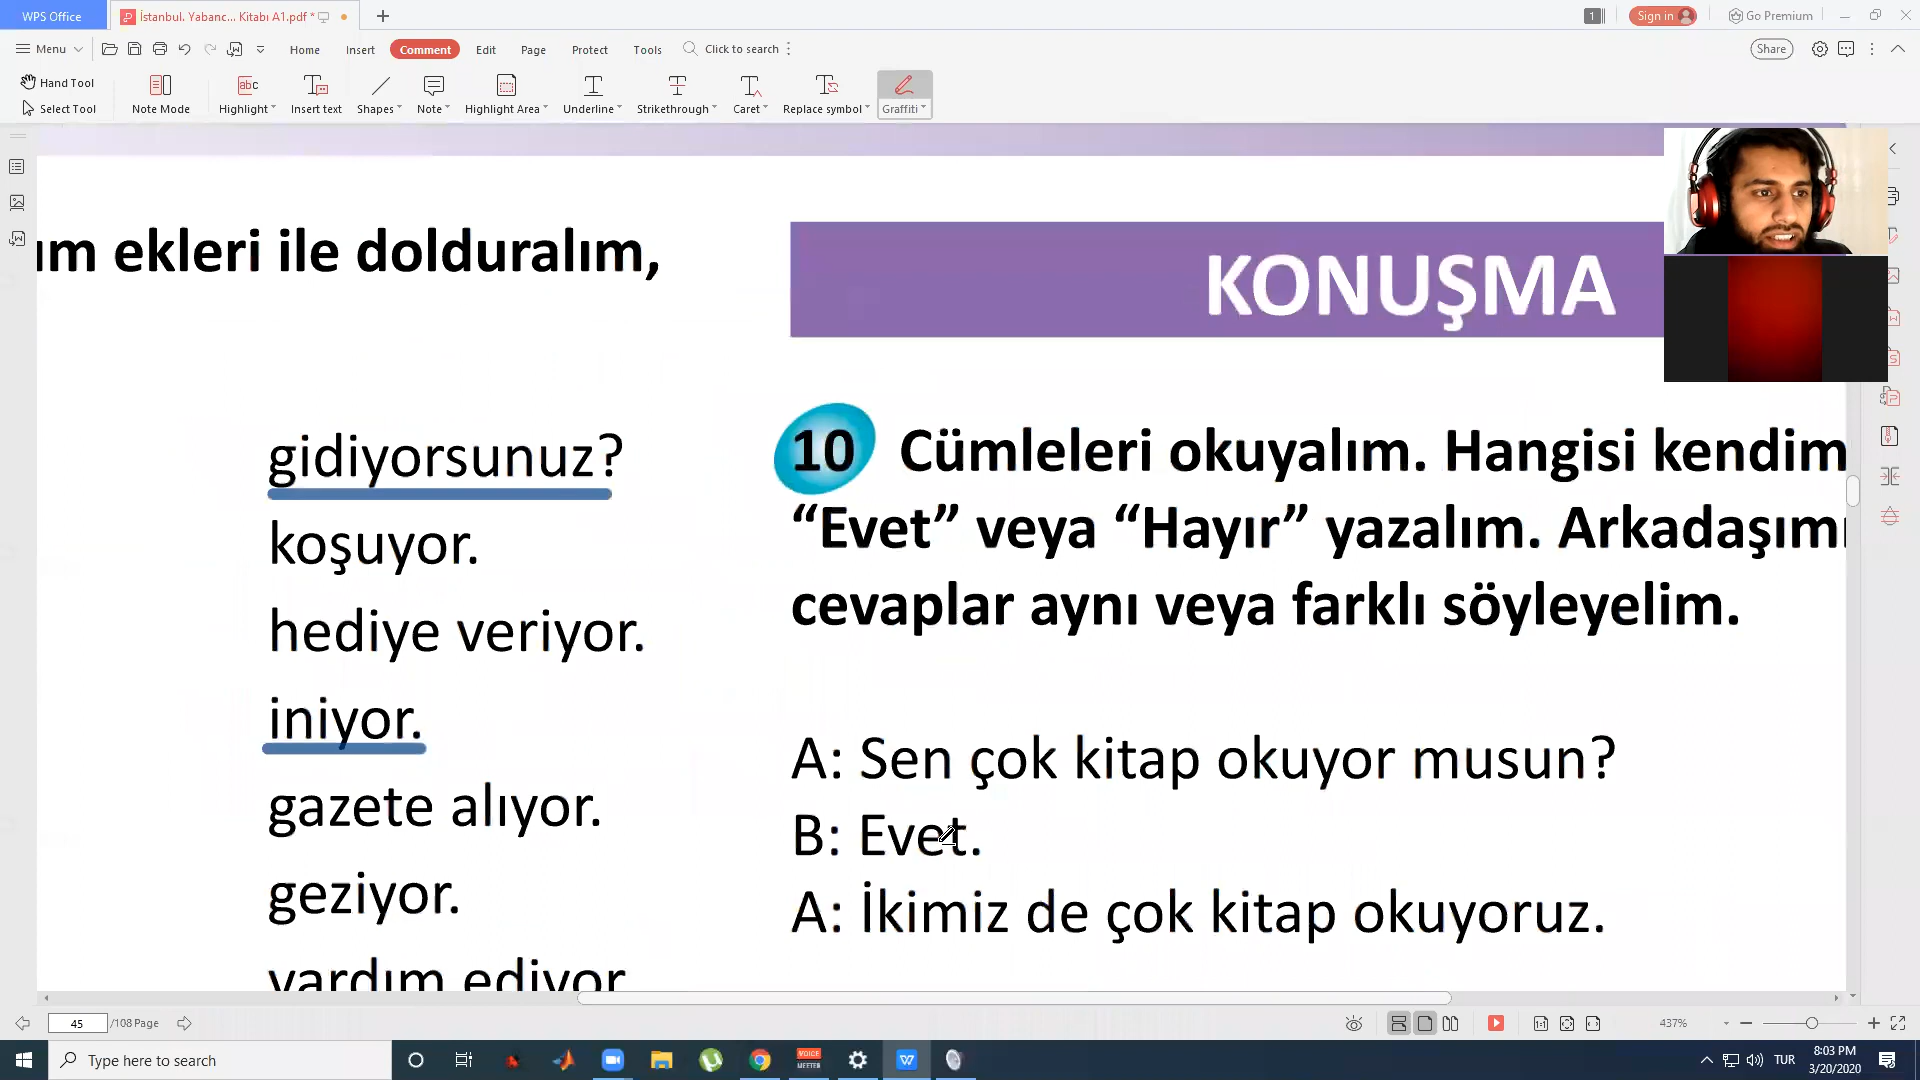 WPS Office
İstanbul. Yabanc... Kitabı A1.pdf *
1
Sign in
Go Premium
Menu
Home
Insert
Comment
Edit
Page
Protect
Tools
Click to search
Share
Hand Tool
Select Tool
Note Mode
Highlight
Insert text
Shapes
Note
Highlight Area
Underline
Strikethrough
Caret
Replace symbol
Graffiti
ım ekleri ile dolduralım,
gidiyorsunuz?
koşuyor.
hediye veriyor.
iniyor.
gazete alıyor.
geziyor.
yardım ediyor
KONUŞMA
10 Cümleleri okuyalım. Hangisi kendim
“Evet” veya “Hayır” yazalım. Arkadaşımı
cevaplar aynı veya farklı söyleyelim.
A: Sen çok kitap okuyor musun?
B: Evet.
A: İkimiz de çok kitap okuyoruz.
45 /108 Page
437%
Type here to search
VOICE
MEETER
TUR
8:03 PM
3/20/2020